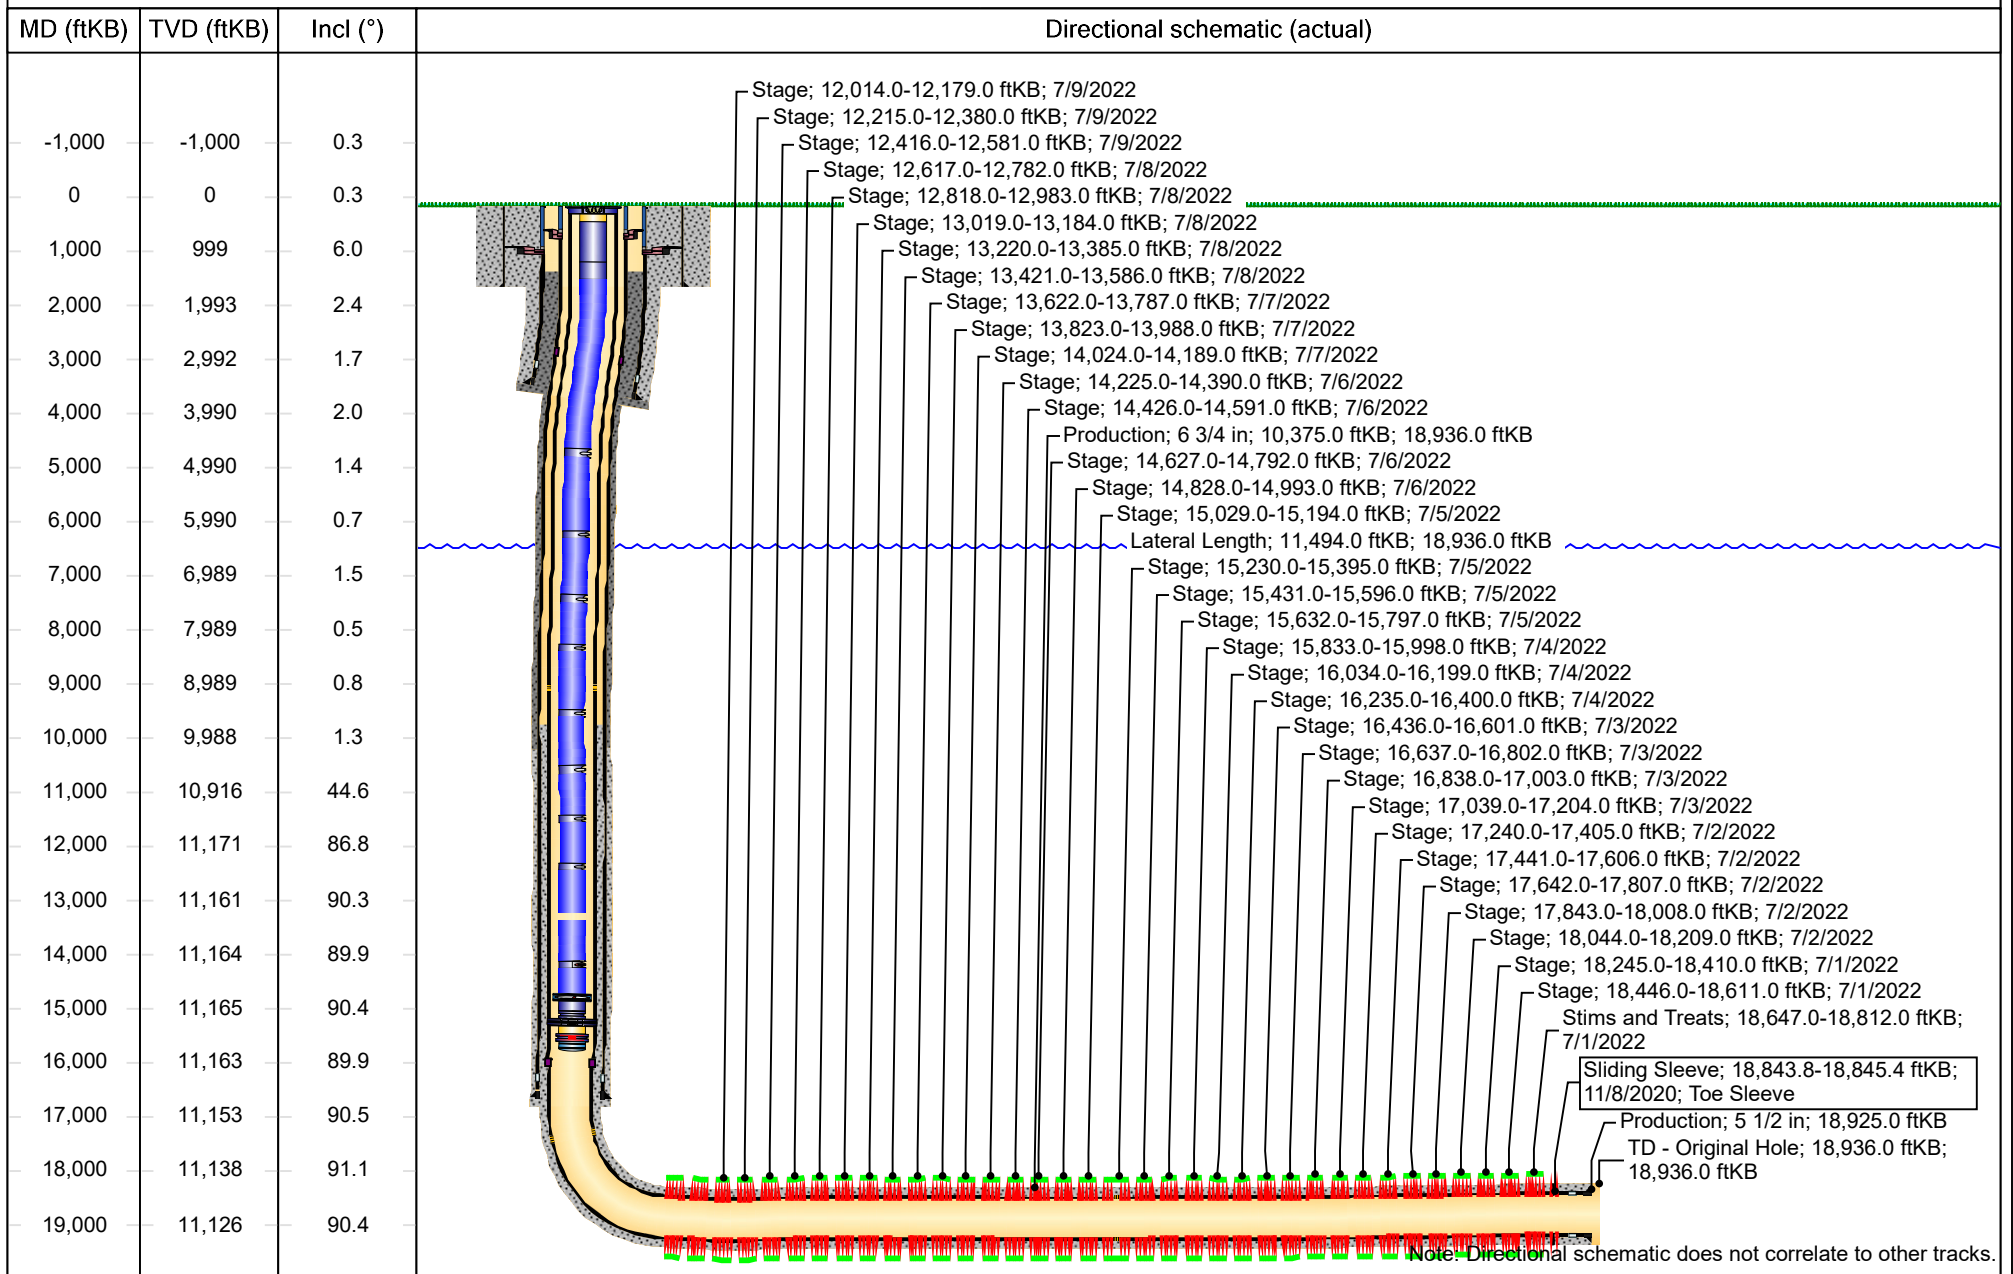 MD (ftKB) TVD (ftKB) Incl (°) Directional schematic (actual)
-1,000 -1,000 0.3
0 0 0.3
1,000 999 6.0
2,000 1,993 2.4
3,000 2,992 1.7
4,000 3,990 2.0
5,000 4,990 1.4
6,000 5,990 0.7
7,000 6,989 1.5
8,000 7,989 0.5
9,000 8,989 0.8
10,000 9,988 1.3
11,000 10,916 44.6
12,000 11,171 86.8
13,000 11,161 90.3
14,000 11,164 89.9
15,000 11,165 90.4
16,000 11,163 89.9
17,000 11,153 90.5
18,000 11,138 91.1
19,000 11,126 90.4
Stage; 12,014.0-12,179.0 ftKB; 7/9/2022
Stage; 12,215.0-12,380.0 ftKB; 7/9/2022
Stage; 12,416.0-12,581.0 ftKB; 7/9/2022
Stage; 12,617.0-12,782.0 ftKB; 7/8/2022
Stage; 12,818.0-12,983.0 ftKB; 7/8/2022
Stage; 13,019.0-13,184.0 ftKB; 7/8/2022
Stage; 13,220.0-13,385.0 ftKB; 7/8/2022
Stage; 13,421.0-13,586.0 ftKB; 7/8/2022
Stage; 13,622.0-13,787.0 ftKB; 7/7/2022
Stage; 13,823.0-13,988.0 ftKB; 7/7/2022
Stage; 14,024.0-14,189.0 ftKB; 7/7/2022
Stage; 14,225.0-14,390.0 ftKB; 7/6/2022
Stage; 14,426.0-14,591.0 ftKB; 7/6/2022
Production; 6 3/4 in; 10,375.0 ftKB; 18,936.0 ftKB
Stage; 14,627.0-14,792.0 ftKB; 7/6/2022
Stage; 14,828.0-14,993.0 ftKB; 7/6/2022
Stage; 15,029.0-15,194.0 ftKB; 7/5/2022
Lateral Length; 11,494.0 ftKB; 18,936.0 ftKB
Stage; 15,230.0-15,395.0 ftKB; 7/5/2022
Stage; 15,431.0-15,596.0 ftKB; 7/5/2022
Stage; 15,632.0-15,797.0 ftKB; 7/5/2022
Stage; 15,833.0-15,998.0 ftKB; 7/4/2022
Stage; 16,034.0-16,199.0 ftKB; 7/4/2022
Stage; 16,235.0-16,400.0 ftKB; 7/4/2022
Stage; 16,436.0-16,601.0 ftKB; 7/3/2022
Stage; 16,637.0-16,802.0 ftKB; 7/3/2022
Stage; 16,838.0-17,003.0 ftKB; 7/3/2022
Stage; 17,039.0-17,204.0 ftKB; 7/3/2022
Stage; 17,240.0-17,405.0 ftKB; 7/2/2022
Stage; 17,441.0-17,606.0 ftKB; 7/2/2022
Stage; 17,642.0-17,807.0 ftKB; 7/2/2022
Stage; 17,843.0-18,008.0 ftKB; 7/2/2022
Stage; 18,044.0-18,209.0 ftKB; 7/2/2022
Stage; 18,245.0-18,410.0 ftKB; 7/1/2022
Stage; 18,446.0-18,611.0 ftKB; 7/1/2022
Stims and Treats; 18,647.0-18,812.0 ftKB;
7/1/2022
Sliding Sleeve; 18,843.8-18,845.4 ftKB;
11/8/2020; Toe Sleeve
Production; 5 1/2 in; 18,925.0 ftKB
TD - Original Hole; 18,936.0 ftKB;
18,936.0 ftKB
Note: Directional schematic does not correlate to other tracks.